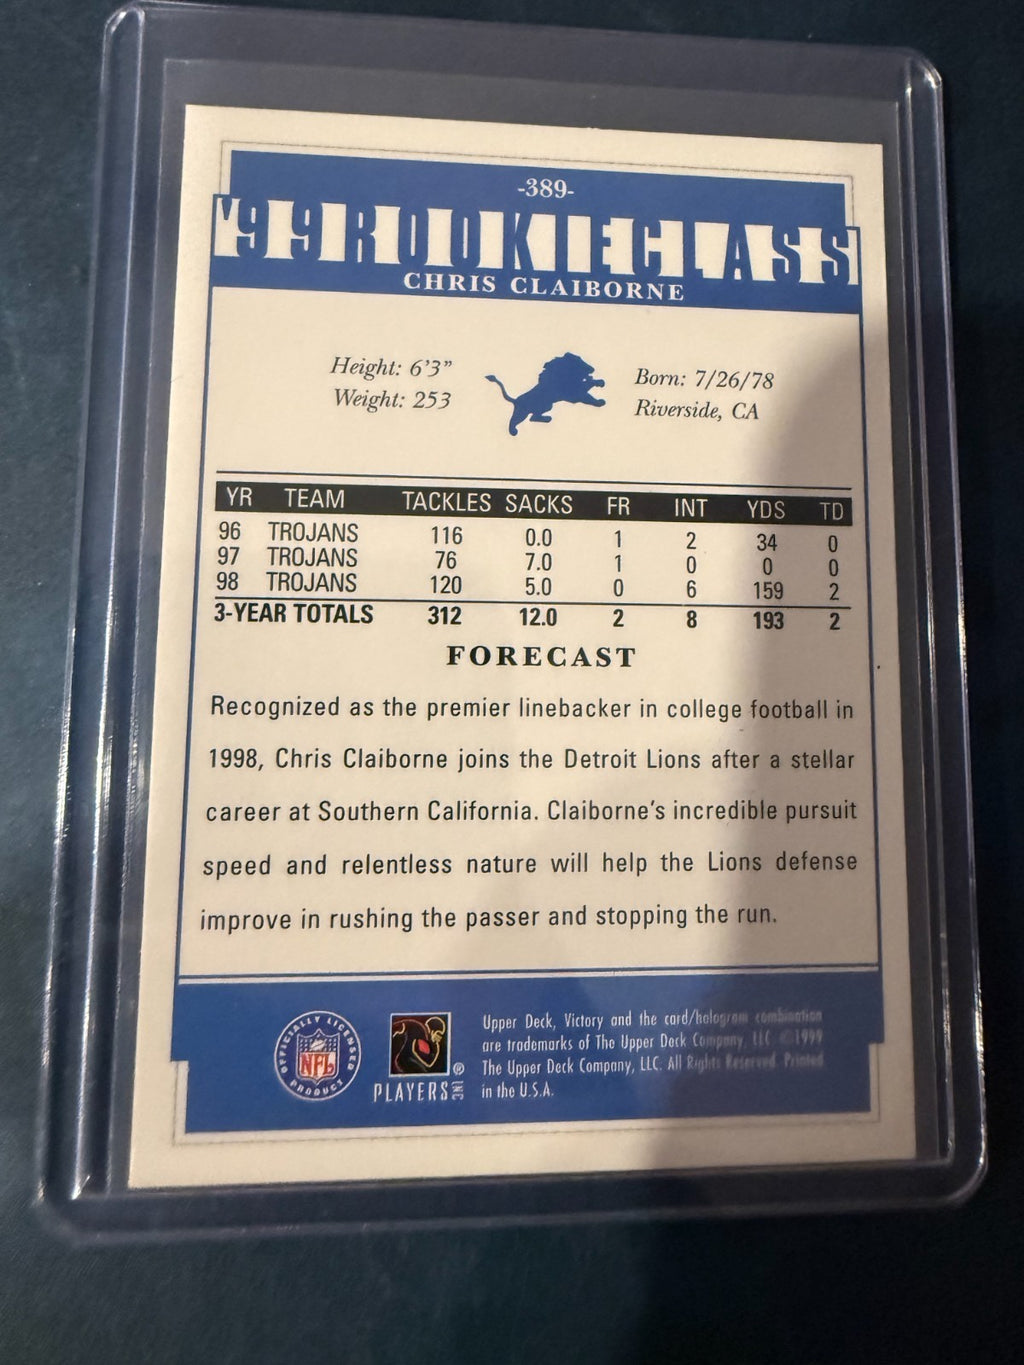 -389-
'99 ROOKIE CLASS
CHRIS CLAIBORNE
Height: 6'3"
Weight: 253
Born: 7/26/78
Riverside, CA
YR TEAM TACKLES SACKS FR INT YDS TD
96 TROJANS 116 0.0 1 2 34 0
97 TROJANS 76 7.0 1 0 0 0
98 TROJANS 120 5.0 0 6 159 2
3-YEAR TOTALS 312 12.0 2 8 193 2
FORECAST
Recognized as the premier linebacker in college football in
1998, Chris Claiborne joins the Detroit Lions after a stellar
career at Southern California. Claiborne's incredible pursuit
speed and relentless nature will help the Lions defense
improve in rushing the passer and stopping the run.
OFFICIALLY LICENSED
NFL
PRODUCT
PLAYERS INC ®
Upper Deck, Victory and the card/hologram combination
are trademarks of The Upper Deck Company, LLC. ©1999
The Upper Deck Company, LLC. All Rights Reserved. Printed
in the U.S.A.